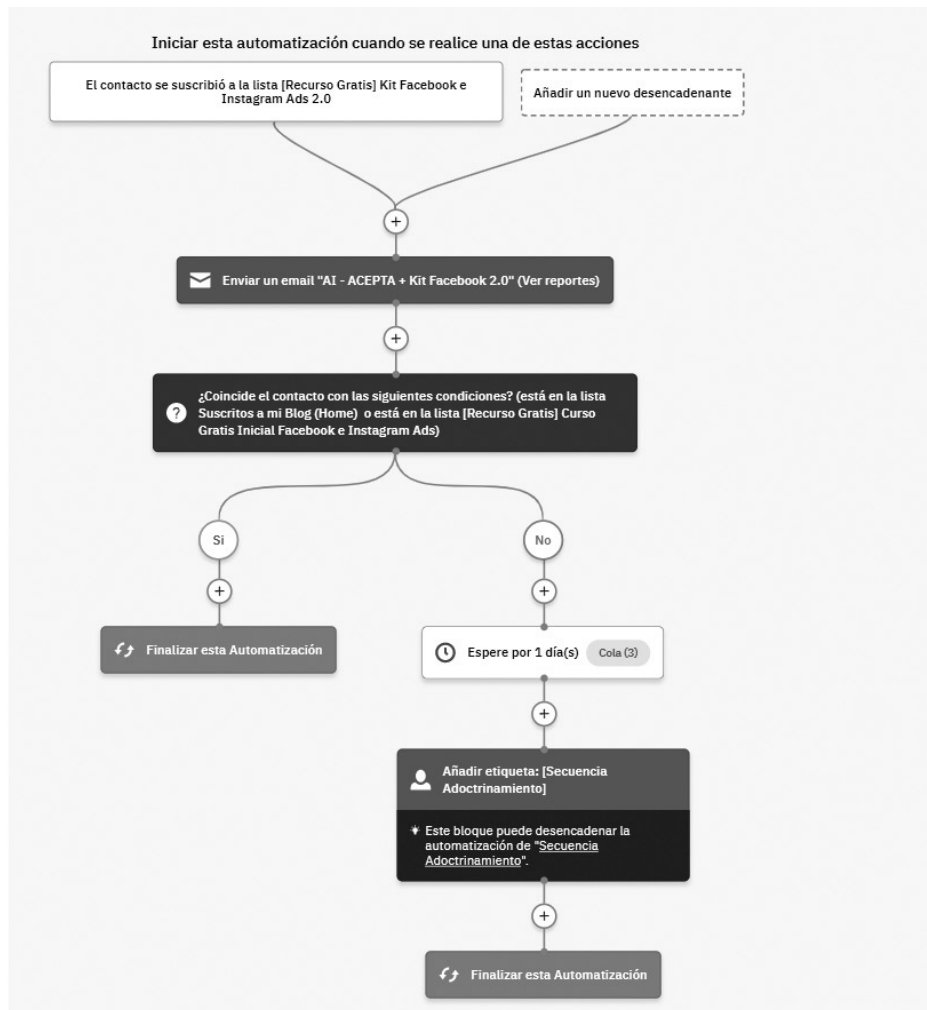 Iniciar esta automatización cuando se realice una de estas acciones
El contacto se suscribió a la lista [Recurso Gratis] Kit Facebook e
Instagram Ads 2.0
Añadir un nuevo desencadenante
Enviar un email "AI - ACEPTA + Kit Facebook 2.0" (Ver reportes)
¿Coincide el contacto con las siguientes condiciones? (está en la lista
Suscritos a mi Blog (Home) o está en la lista [Recurso Gratis] Curso
Gratis Inicial Facebook e Instagram Ads)
Si
No
Finalizar esta Automatización
Espere por 1 día(s)
Cola (3)
Añadir etiqueta: [Secuencia
Adoctrinamiento]
Este bloque puede desencadenar la
automatización de "Secuencia
Adoctrinamiento".
Finalizar esta Automatización